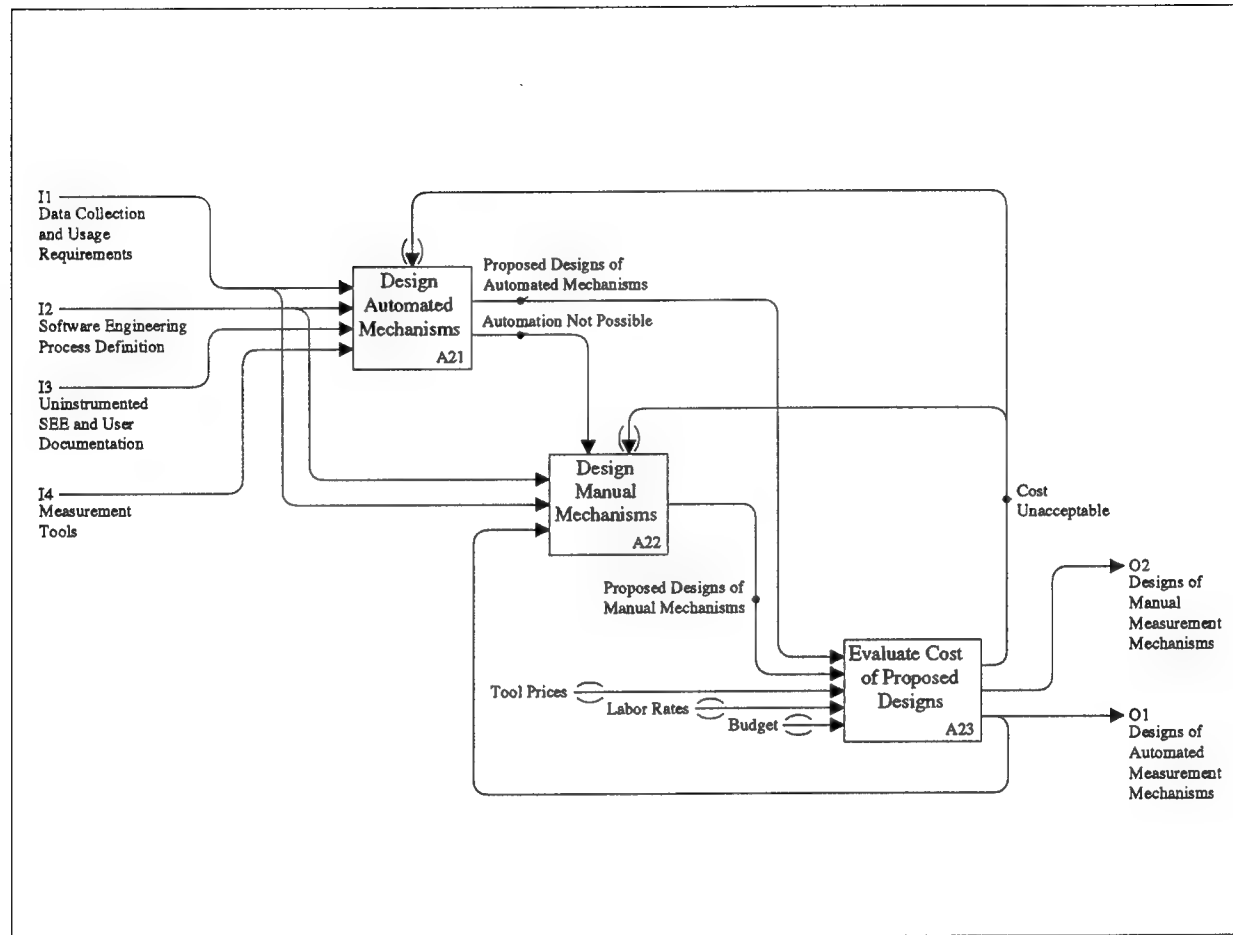 I1
Data Collection
and Usage
Requirements
I2
Software Engineering
Process Definition
I3
Uninstrumented
SEE and User
Documentation
I4
Measurement
Tools
Design
Automated
Mechanisms
A21
Proposed Designs of
Automated Mechanisms
Automation Not Possible
Design
Manual
Mechanisms
A22
Proposed Designs of
Manual Mechanisms
Tool Prices
Labor Rates
Budget
Evaluate Cost
of Proposed
Designs
A23
Cost
Unacceptable
O2
Designs of
Manual
Measurement
Mechanisms
O1
Designs of
Automated
Measurement
Mechanisms